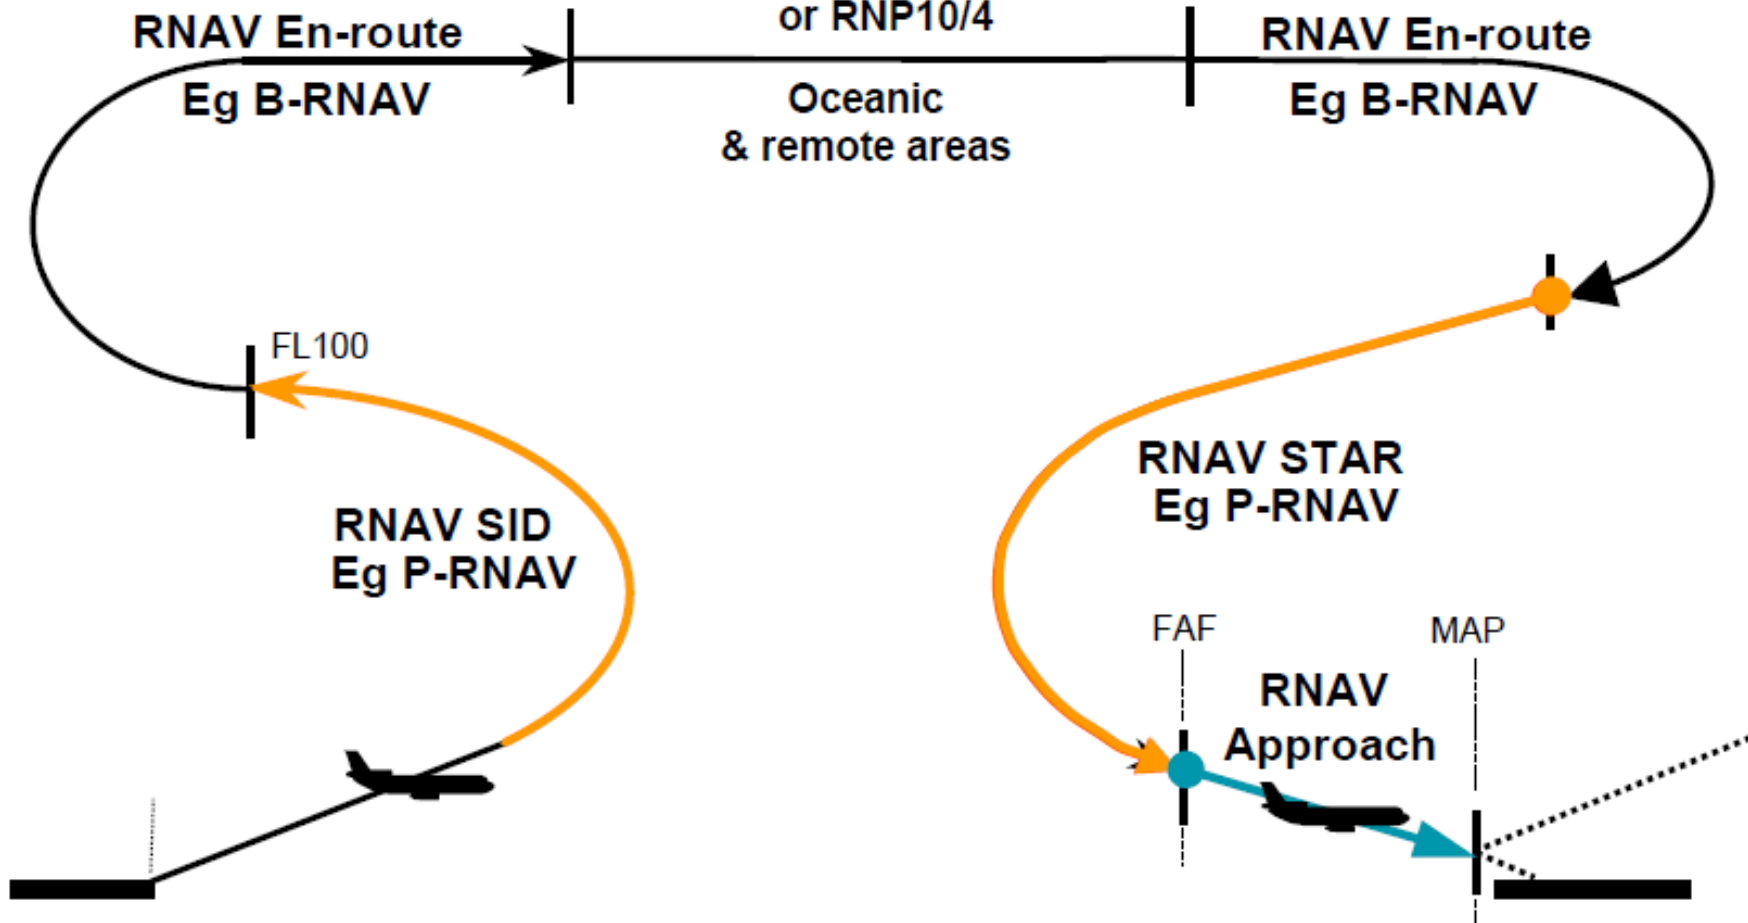 RNAV En-route
Eg B-RNAV
or RNP10/4
Oceanic
& remote areas
RNAV En-route
Eg B-RNAV
FL100
RNAV SID
Eg P-RNAV
RNAV STAR
Eg P-RNAV
FAF
MAP
RNAV
Approach